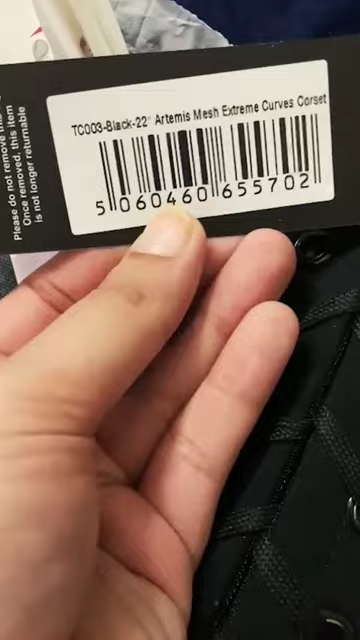 Please do not remove this
Once removed, this item
is not longer returnable
TC003-Black-22" Artemis Mesh Extreme Curves Corset
5 060460 655702